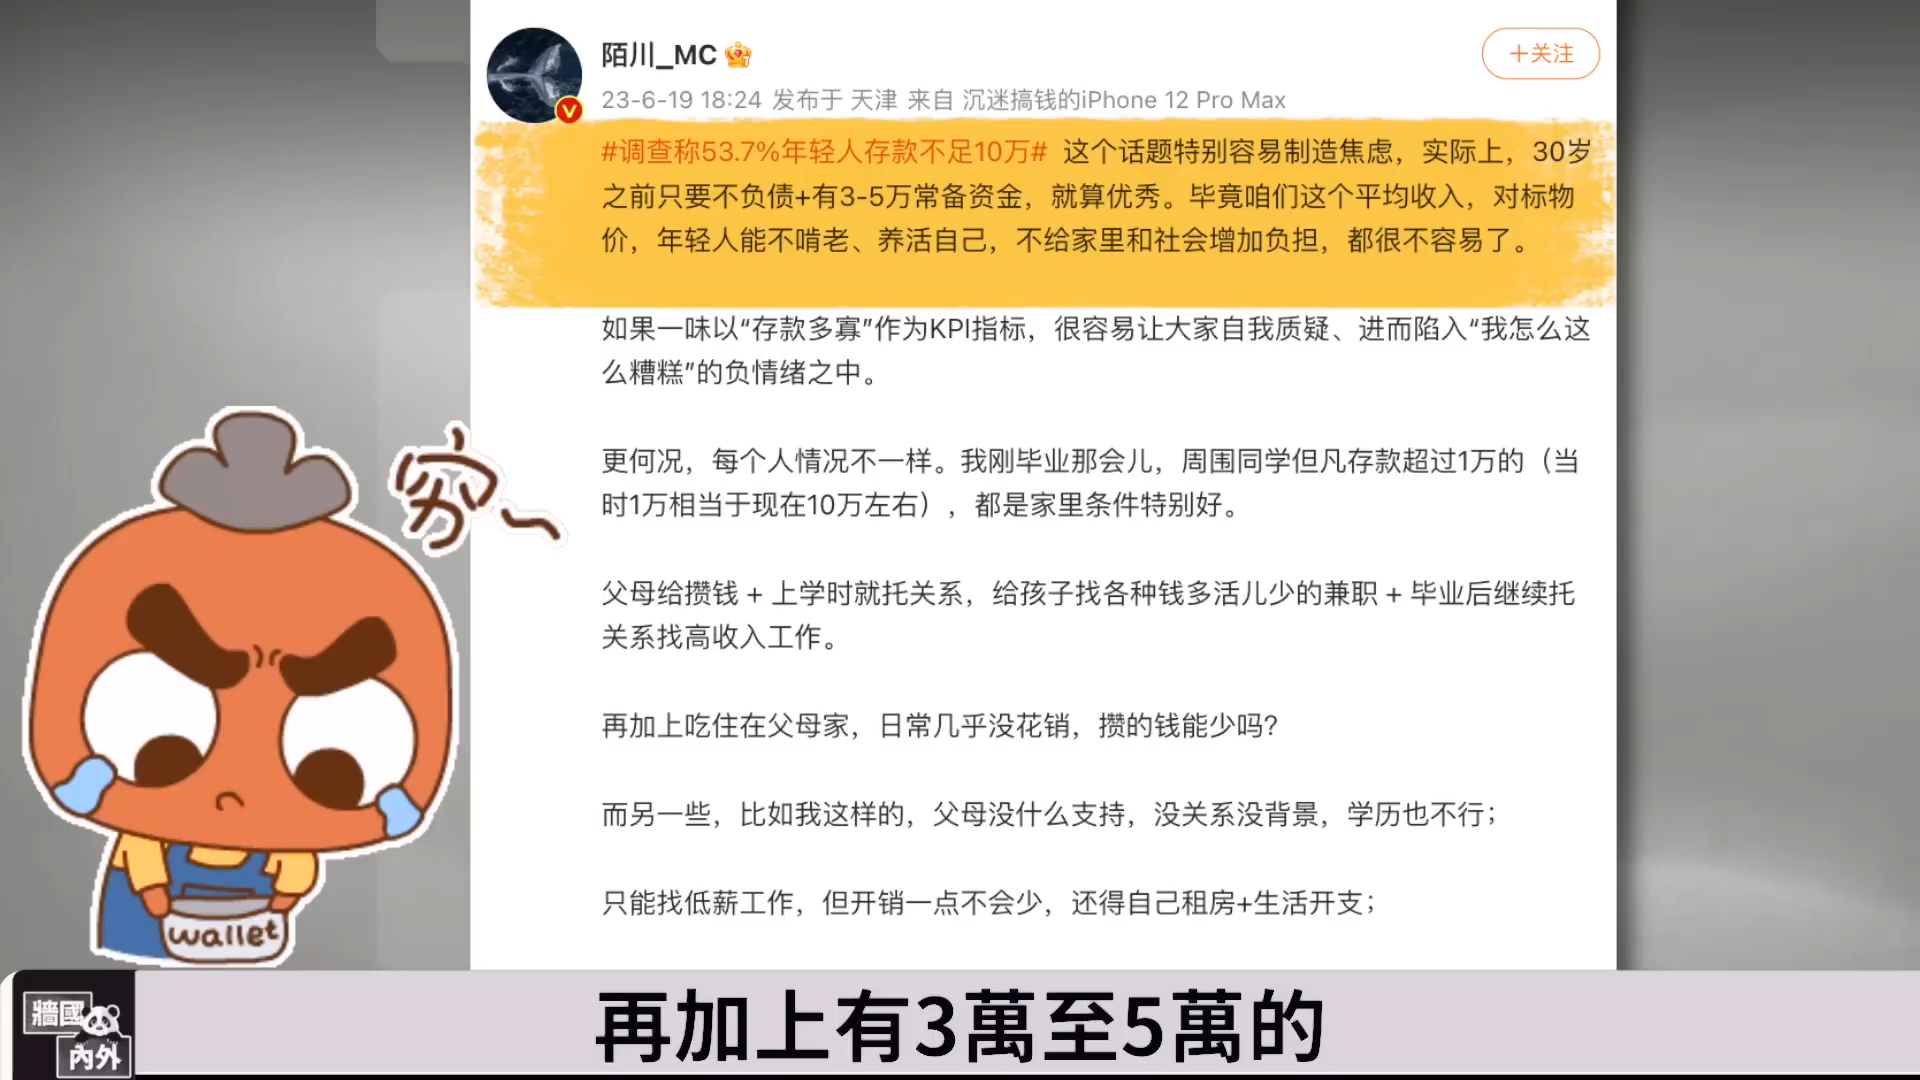 陌川_MC
+关注
23-6-19 18:24 发布于 天津 来自 沉迷搞钱的iPhone 12 Pro Max
#调查称53.7%年轻人存款不足10万# 这个话题特别容易制造焦虑，实际上，30岁
之前只要不负债+有3-5万常备资金，就算优秀。毕竟咱们这个平均收入，对标物
价，年轻人能不啃老、养活自己，不给家里和社会增加负担，都很不容易了。
如果一味以“存款多寡”作为KPI指标，很容易让大家自我质疑、进而陷入“我怎么这
么糟糕”的负情绪之中。
更何况，每个人情况不一样。我刚毕业那会儿，周围同学但凡存款超过1万的（当
时1万相当于现在10万左右），都是家里条件特别好。
父母给攒钱 + 上学时就托关系，给孩子找各种钱多活儿少的兼职 + 毕业后继续托
关系找高收入工作。
再加上吃住在父母家，日常几乎没花销，攒的钱能少吗？
而另一些，比如我这样的，父母没什么支持，没关系没背景，学历也不行；
只能找低薪工作，但开销一点不会少，还得自己租房+生活开支；
穷~
wallet
牆國
內外
再加上有3萬至5萬的